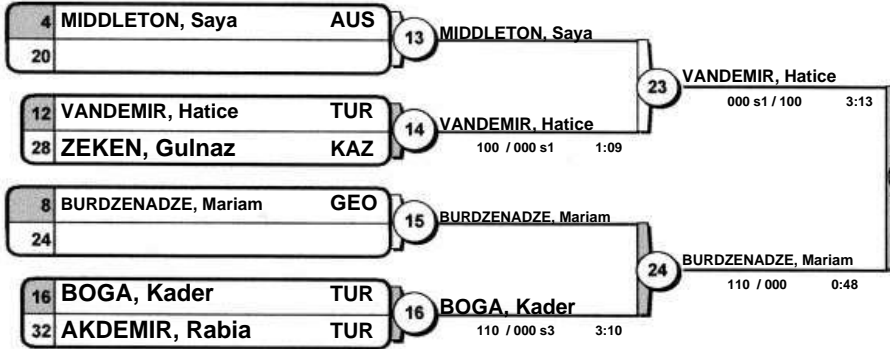 4 MIDDLETON, Saya AUS
20
13 MIDDLETON, Saya
12 VANDEMIR, Hatice TUR
28 ZEKEN, Gulnaz KAZ
14 VANDEMIR, Hatice
100 / 000 s1 1:09
23 VANDEMIR, Hatice
000 s1 / 100 3:13
8 BURDZENADZE, Mariam GEO
24
15 BURDZENADZE, Mariam
16 BOGA, Kader TUR
32 AKDEMIR, Rabia TUR
16 BOGA, Kader
110 / 000 s3 3:10
24 BURDZENADZE, Mariam
110 / 000 0:48